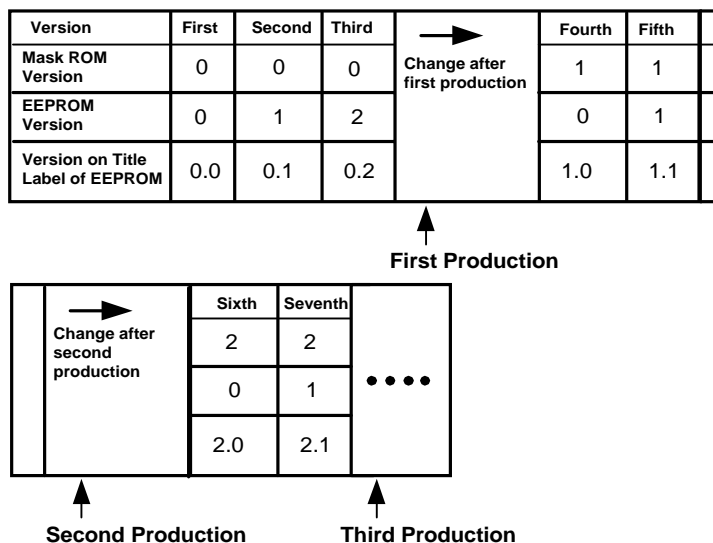 Version First Second Third Fourth Fifth
Mask ROM
Version 0 0 0 Change after
first production 1 1
EEPROM
Version 0 1 2 0 1
Version on Title
Label of EEPROM 0.0 0.1 0.2 1.0 1.1
First Production
Sixth Seventh
Change after
second
production
2 2
0 1
2.0 2.1
Second Production Third Production